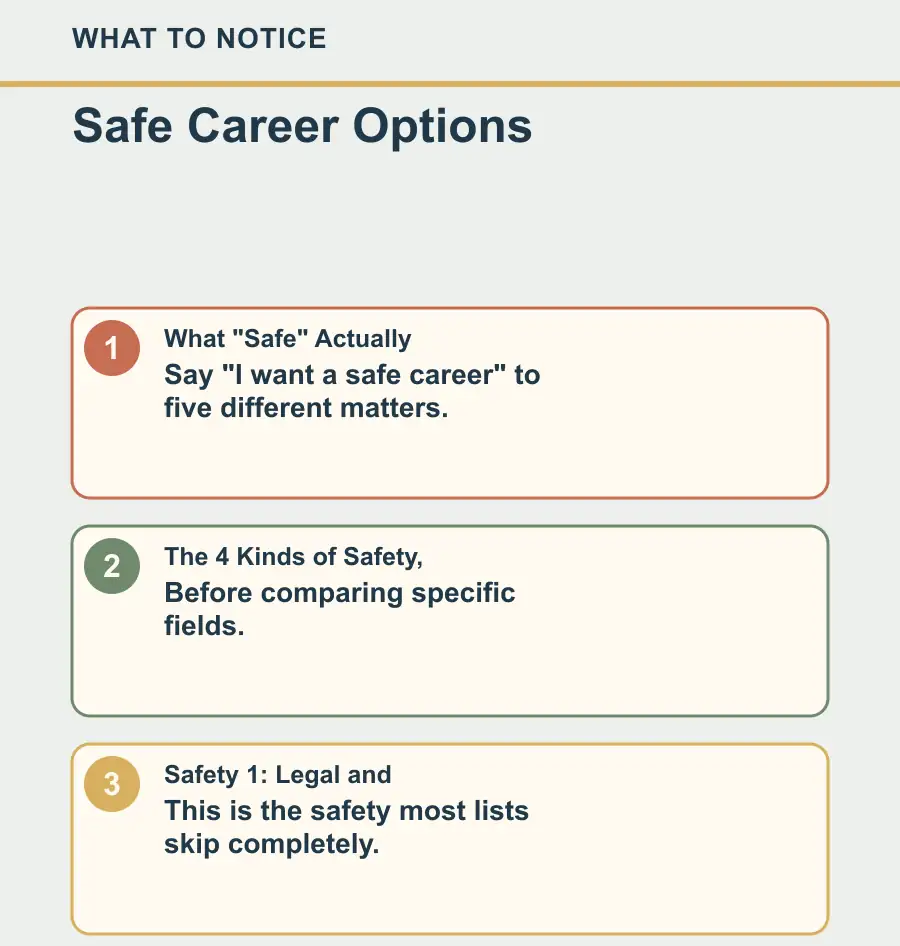 WHAT TO NOTICE
Safe Career Options
1
What "Safe" Actually
Say "I want a safe career" to
five different matters.
2
The 4 Kinds of Safety,
Before comparing specific
fields.
3
Safety 1: Legal and
This is the safety most lists
skip completely.